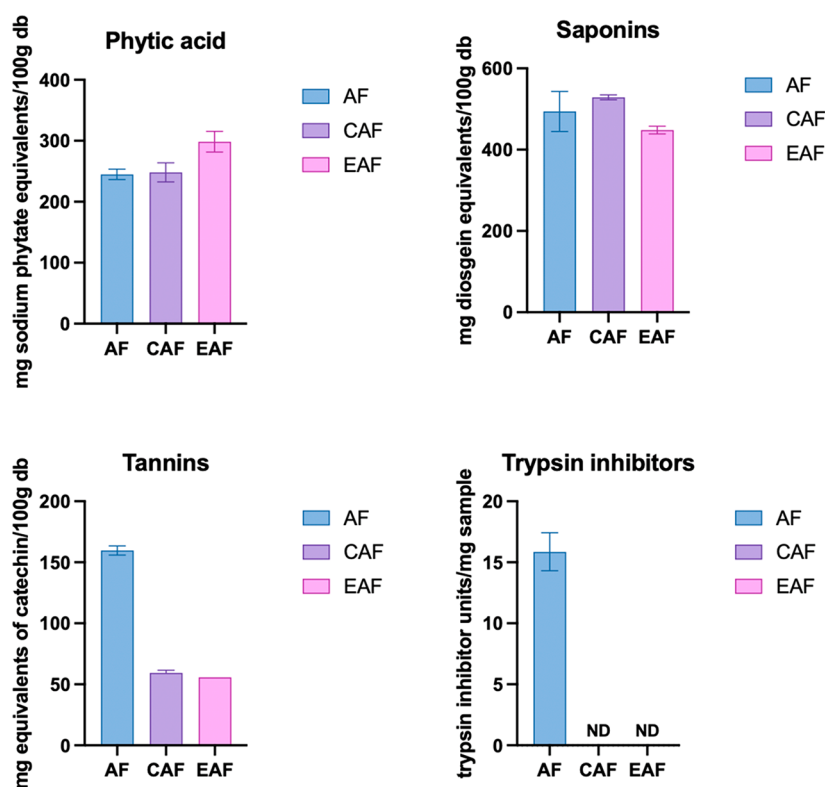 Phytic acid
mg sodium phytate equivalents/100g db
400
300
200
100
0
AF
CAF
EAF
AF
CAF
EAF
Saponins
mg diosgein equivalents/100g db
600
400
200
0
AF
CAF
EAF
AF
CAF
EAF
Tannins
mg equivalents of catechin/100g db
200
150
100
50
0
AF
CAF
EAF
AF
CAF
EAF
Trypsin inhibitors
trypsin inhibitor units/mg sample
20
15
10
5
0
ND
ND
AF
CAF
EAF
AF
CAF
EAF